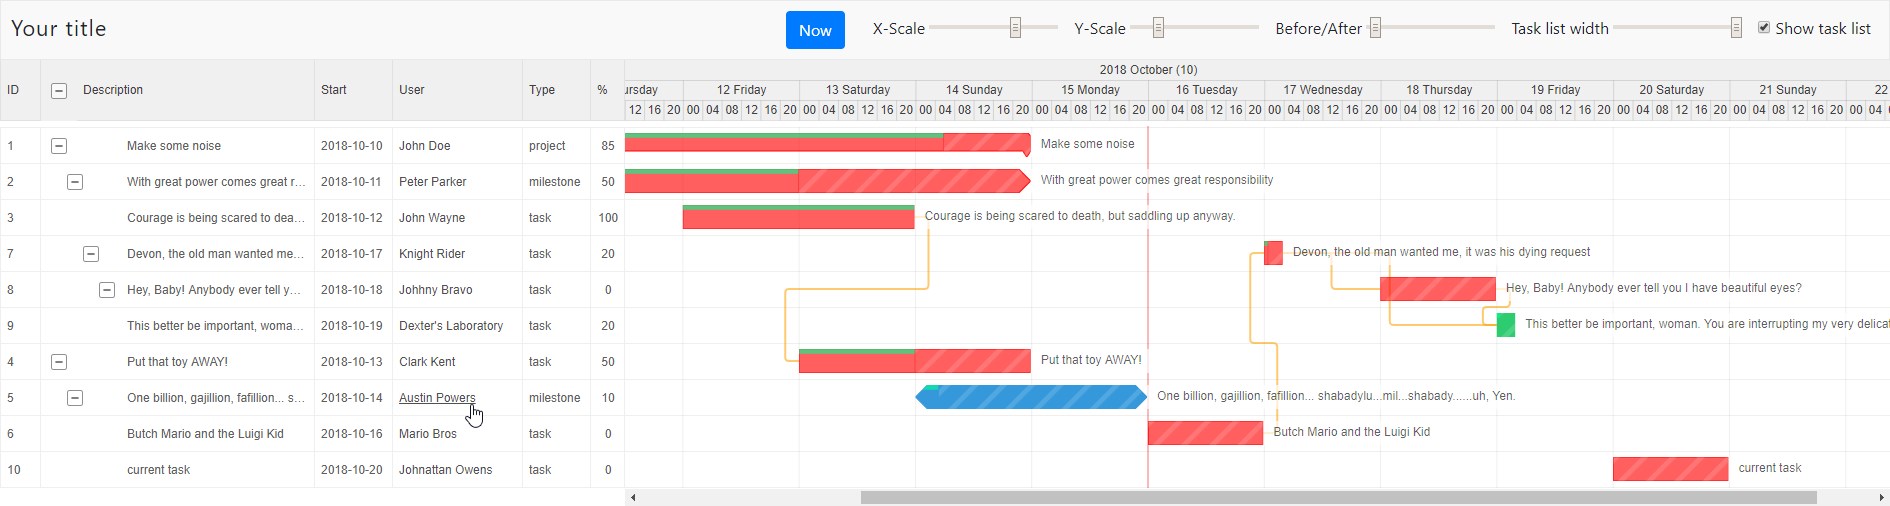 Your title
Now X-Scale Y-Scale Before/After Task list width Show task list
2018 October (10)
ID Description Start User Type %
ursday 12 Friday 13 Saturday 14 Sunday 15 Monday 16 Tuesday 17 Wednesday 18 Thursday 19 Friday 20 Saturday 21 Sunday 22
12 16 20 00 04 08 12 16 20 00 04 08 12 16 20 00 04 08 12 16 20 00 04 08 12 16 20 00 04 08 12 16 20 00 04 08 12 16 20 00 04 08 12 16 20 00 04 08 12 16 20 00 04 08 12 16 20 00 04 08 12 16 20 00 04 0
1 Make some noise 2018-10-10 John Doe project 85 Make some noise
2 With great power comes great r... 2018-10-11 Peter Parker milestone 50 With great power comes great responsibility
3 Courage is being scared to dea... 2018-10-12 John Wayne task 100 Courage is being scared to death, but saddling up anyway.
7 Devon, the old man wanted me... 2018-10-17 Knight Rider task 20 Devon, the old man wanted me, it was his dying request
8 Hey, Baby! Anybody ever tell y... 2018-10-18 Johhny Bravo task 0 Hey, Baby! Anybody ever tell you I have beautiful eyes?
9 This better be important, woma... 2018-10-19 Dexter's Laboratory task 20 This better be important, woman. You are interrupting my very delicat
4 Put that toy AWAY! 2018-10-13 Clark Kent task 50 Put that toy AWAY!
5 One billion, gajillion, fafillion... s... 2018-10-14 Austin Powers milestone 10 One billion, gajillion, fafillion... shabadylu...mil...shabady......uh, Yen.
6 Butch Mario and the Luigi Kid 2018-10-16 Mario Bros task 0 Butch Mario and the Luigi Kid
10 current task 2018-10-20 Johnattan Owens task 0 current task